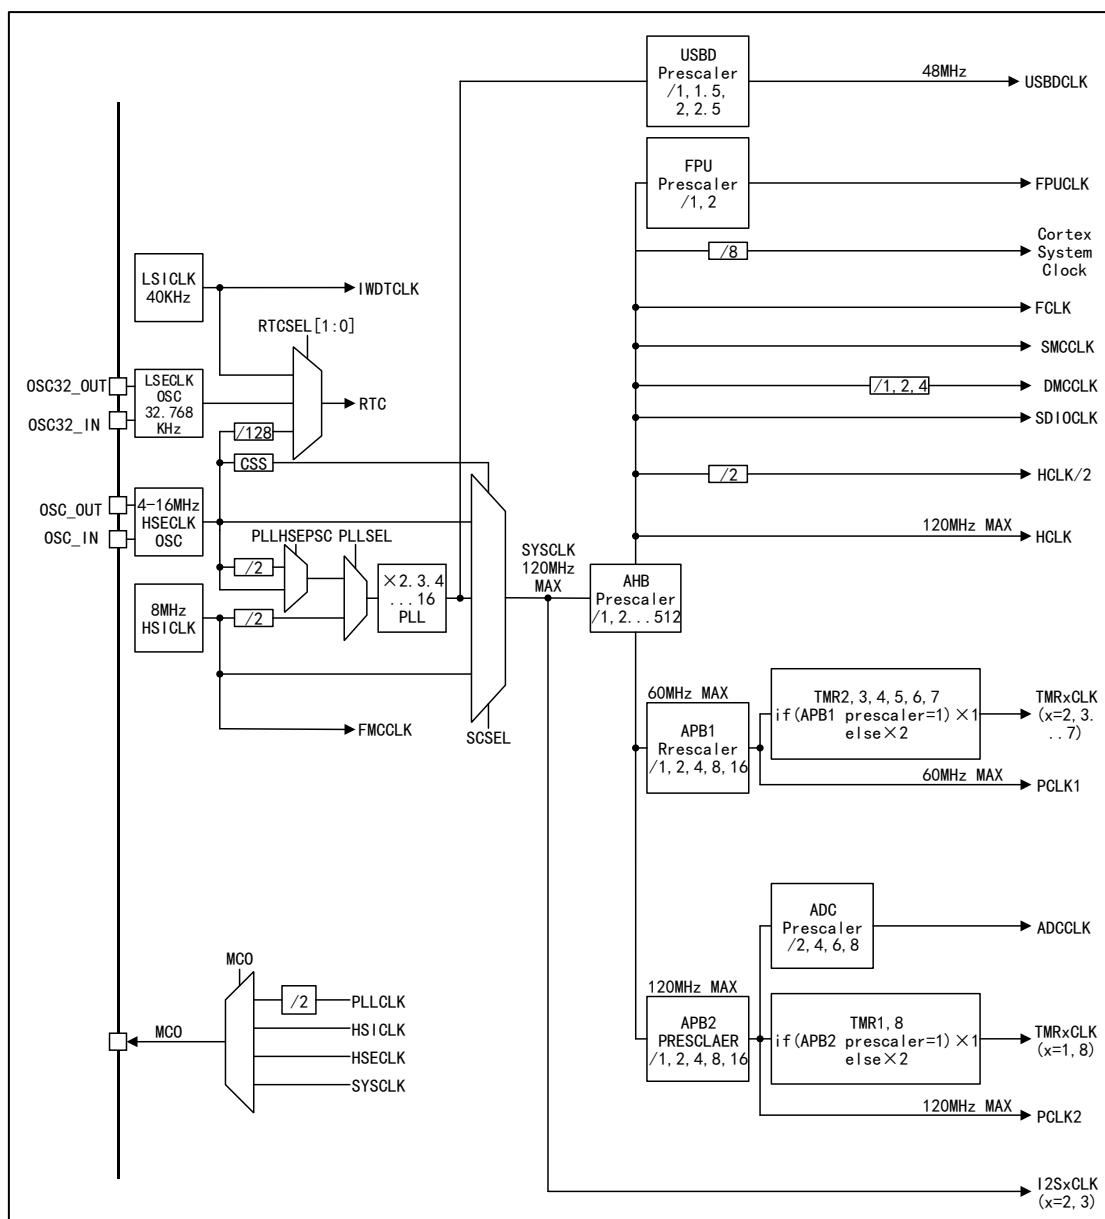 USBD
Prescaler
/1, 1.5,
2, 2.5
48MHz
USBDCLK
FPU
Prescaler
/1, 2
FPUCLK
/8
Cortex
System
Clock
LSICLK
40KHz
IWDTCLK
FCLK
RTCSEL[1:0]
SMCCLK
OSC32_OUT
OSC32_IN
LSECLK
OSC
32.768
KHz
RTC
/1, 2, 4
DMCCLK
SDIOCLK
/128
CSS
/2
HCLK/2
OSC_OUT
OSC_IN
4-16MHz
HSECLK
OSC
120MHz MAX
HCLK
PLLHSEPSC
PLLSEL
SYSCLK
120MHz
MAX
/2
×2.3.4
...16
PLL
AHB
Prescaler
/1, 2...512
8MHz
HSICLK
/2
FMCCLK
SCSEL
60MHz MAX
APB1
Rrescaler
/1, 2, 4, 8, 16
TMR2, 3, 4, 5, 6, 7
if(APB1 prescaler=1)×1
else×2
TMRxCLK
(x=2, 3.
..7)
60MHz MAX
PCLK1
ADC
Prescaler
/2, 4, 6, 8
ADCCLK
MCO
120MHz MAX
/2
PLLCLK
HSICLK
HSECLK
SYSCLK
MCO
APB2
PRESCLAER
/1, 2, 4, 8, 16
TMR1, 8
if(APB2 prescaler=1)×1
else×2
TMRxCLK
(x=1, 8)
120MHz MAX
PCLK2
I2SxCLK
(x=2, 3)